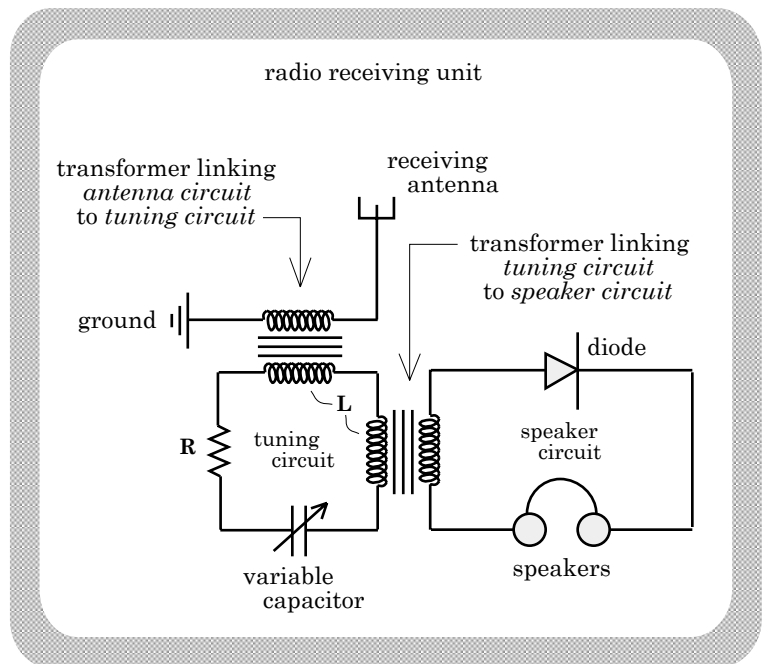 radio receiving unit
transformer linking
antenna circuit
to tuning circuit
receiving
antenna
transformer linking
tuning circuit
to speaker circuit
ground
diode
L
R
tuning
circuit
speaker
circuit
variable
capacitor
speakers